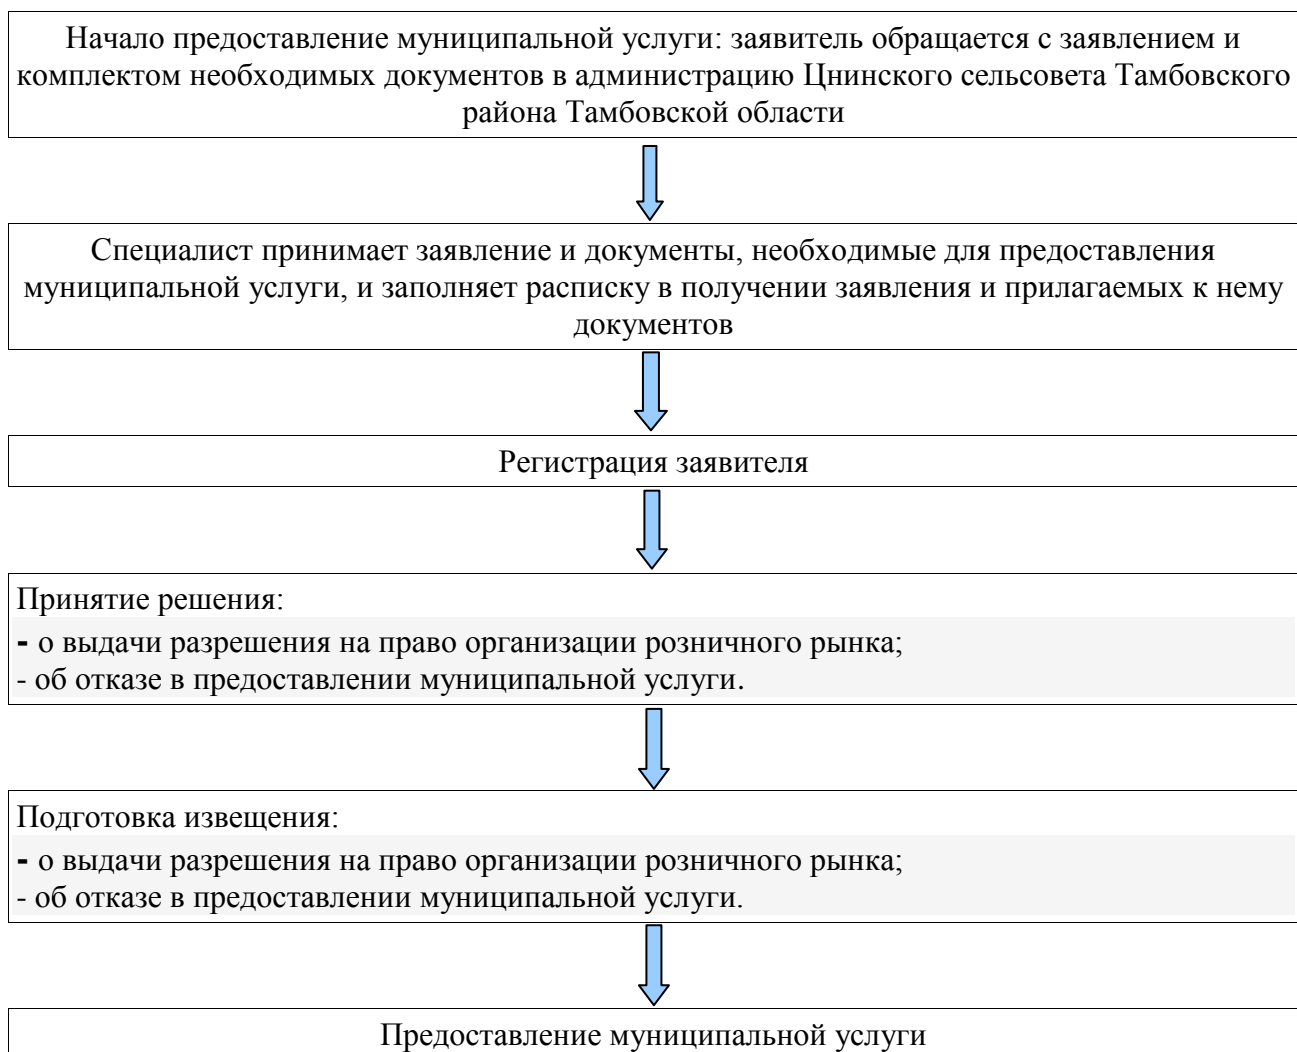 Начало предоставление муниципальной услуги: заявитель обращается с заявлением и
комплектом необходимых документов в администрацию Цнинского сельсовета Тамбовского
района Тамбовской области
Специалист принимает заявление и документы, необходимые для предоставления
муниципальной услуги, и заполняет расписку в получении заявления и прилагаемых к нему
документов
Регистрация заявителя
Принятие решения:
- о выдачи разрешения на право организации розничного рынка;
- об отказе в предоставлении муниципальной услуги.
Подготовка извещения:
- о выдачи разрешения на право организации розничного рынка;
- об отказе в предоставлении муниципальной услуги.
Предоставление муниципальной услуги